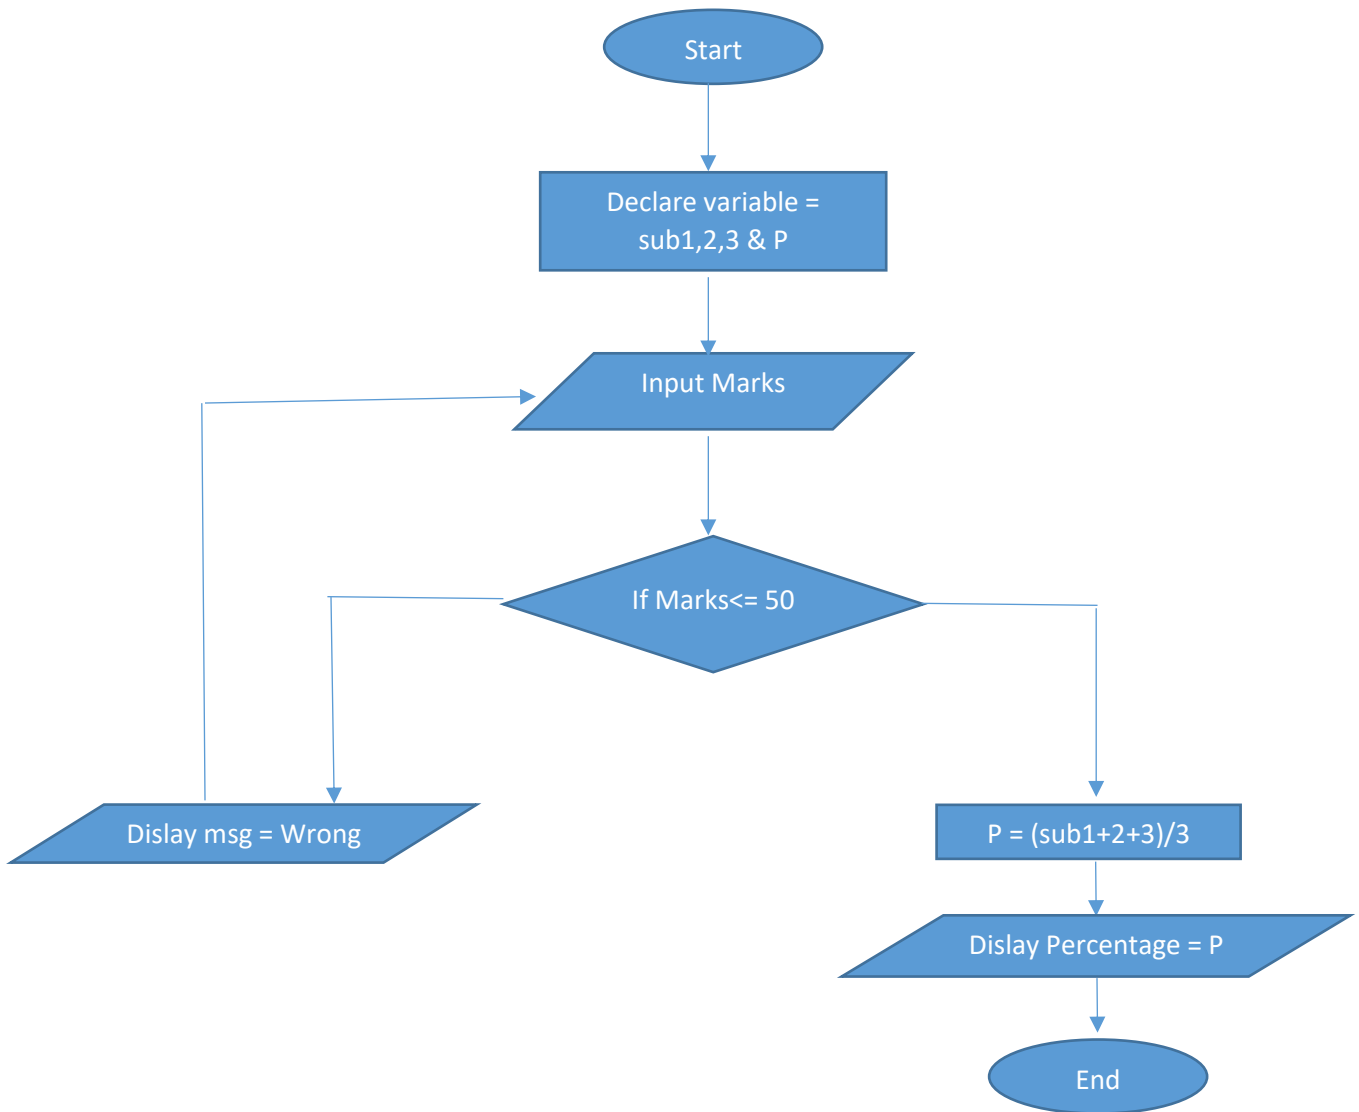 Start
Declare variable =
sub1,2,3 & P
Input Marks
If Marks<= 50
Dislay msg = Wrong
P = (sub1+2+3)/3
Dislay Percentage = P
End